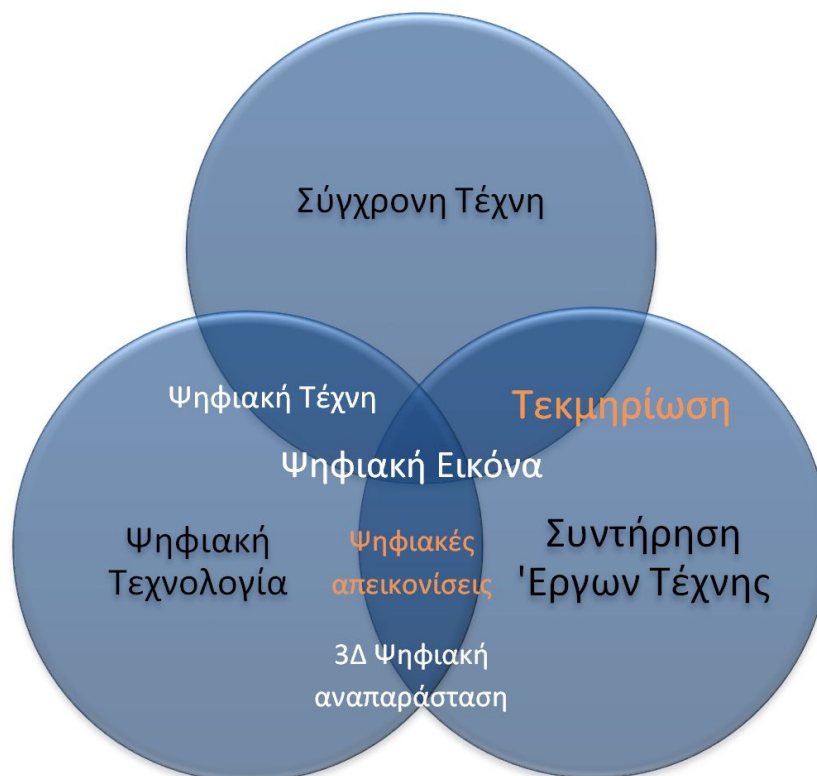 Σύγχρονη Τέχνη
Ψηφιακή Τέχνη
Τεκμηρίωση
Ψηφιακή Εικόνα
Ψηφιακή
Τεχνολογία
Ψηφιακές
απεικονίσεις
Συντήρηση
'Εργων Τέχνης
3Δ Ψηφιακή
αναπαράσταση